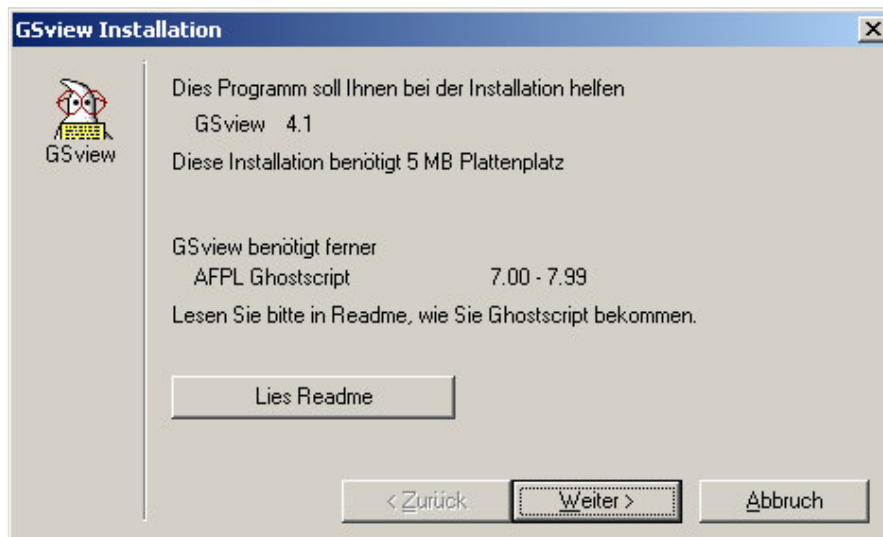 GSview Installation
GSview
Dies Programm soll Ihnen bei der Installation helfen
GSview 4.1
Diese Installation benötigt 5 MB Plattenplatz
GSview benötigt ferner
AFPL Ghostscript 7.00 - 7.99
Lesen Sie bitte in Readme, wie Sie Ghostscript bekommen.
Lies Readme
< Zurück Weiter > Abbruch